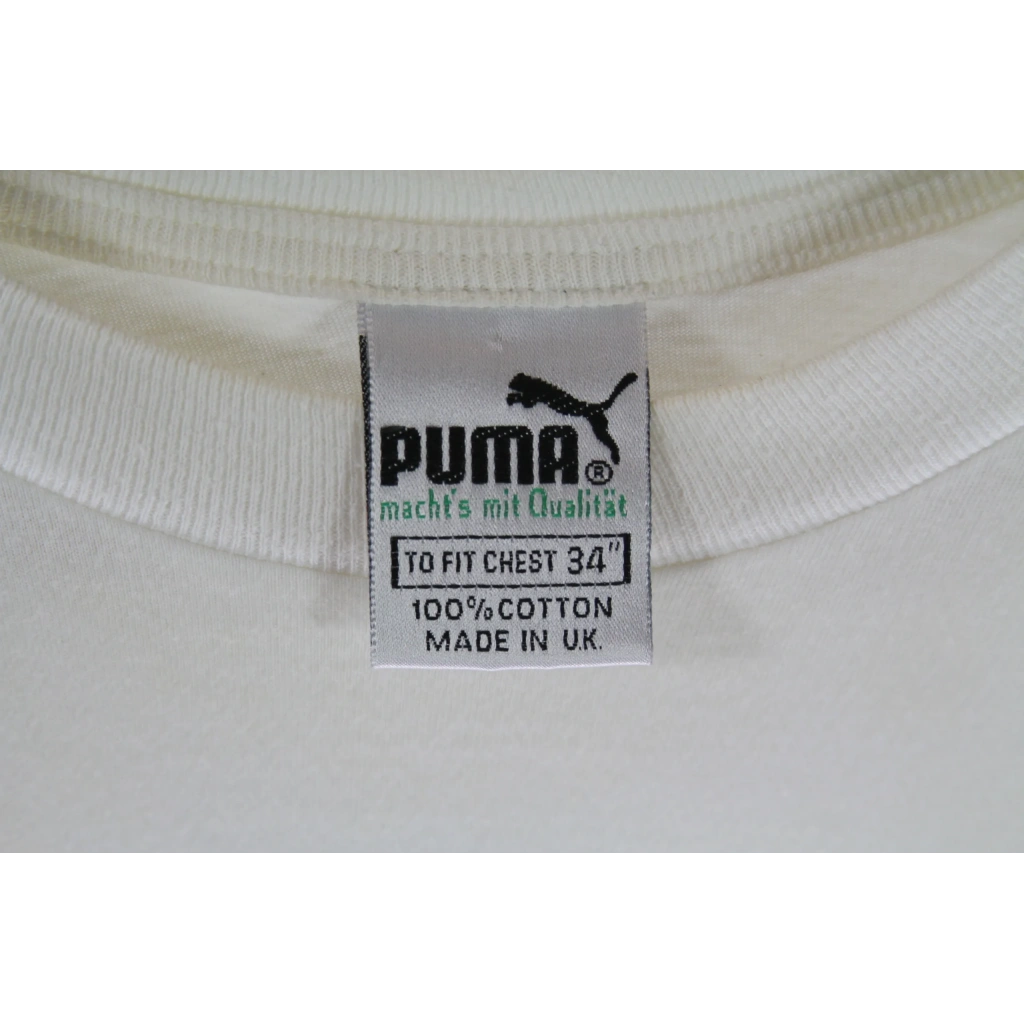 PUMA®
macht's mit Qualität
TO FIT CHEST 34"
100% COTTON
MADE IN U.K.